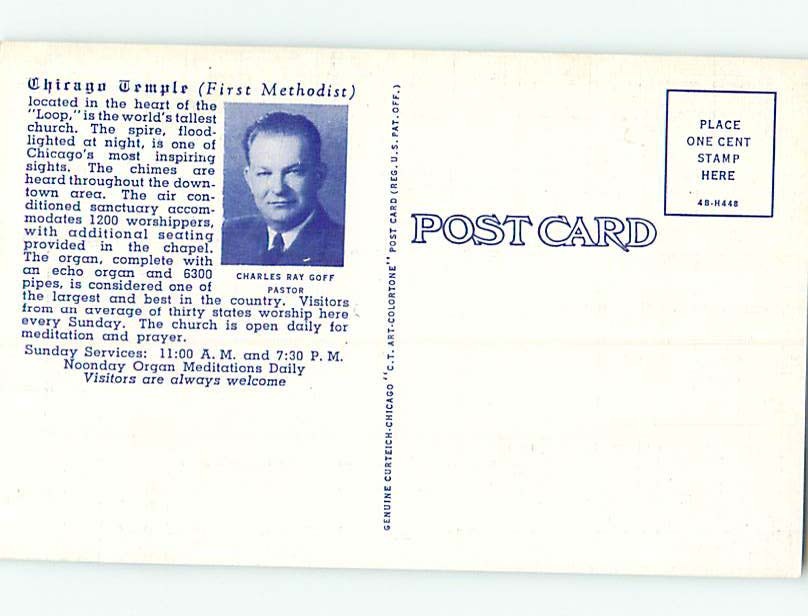 Chicago Temple (First Methodist)
located in the heart of the
"Loop," is the world's tallest
church. The spire, flood-
lighted at night, is one of
Chicago's most inspiring
sights. The chimes are
heard throughout the down-
town area. The air con-
ditioned sanctuary accom-
modates 1200 worshippers,
with additional seating
provided in the chapel.
The organ, complete with
an echo organ and 6300
pipes, is considered one of
the largest and best in the country. Visitors
from an average of thirty states worship here
every Sunday. The church is open daily for
meditation and prayer.
Sunday Services: 11:00 A. M. and 7:30 P. M.
Noonday Organ Meditations Daily
Visitors are always welcome
CHARLES RAY GOFF
PASTOR
GENUINE CURTEICH-CHICAGO "C.T. ART-COLORTONE" POST CARD (REG. U.S. PAT. OFF.)
POST CARD
PLACE
ONE CENT
STAMP
HERE
4B-H448